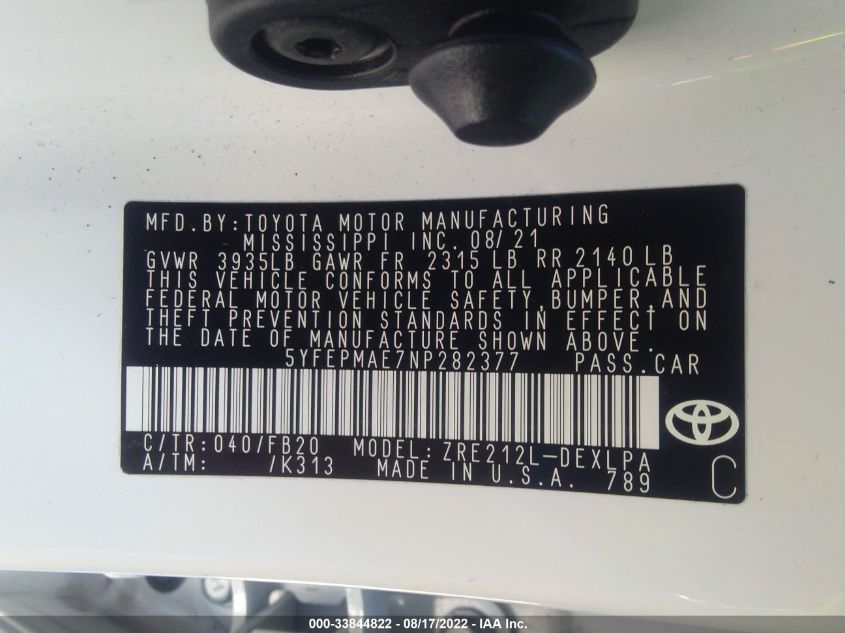 MFD.BY:TOYOTA MOTOR MANUFACTURING
MISSISSIPPI INC. 08/21
GVWR 3935LB GAWR FR 2315 LB RR 2140 LB
THIS VEHICLE CONFORMS TO ALL APPLICABLE
FEDERAL MOTOR VEHICLE SAFETY,BUMPER,AND
THEFT PREVENTION STANDARDS IN EFFECT ON
THE DATE OF MANUFACTURE SHOWN ABOVE.
5YFEPMAE7NP282377 PASS.CAR
C/TR:040/FB20 MODEL:ZRE212L-DEXLPA
A/TM: /K313 MADE IN U.S.A. 789
C
000-33844822 - 08/17/2022 - © IAA Inc.